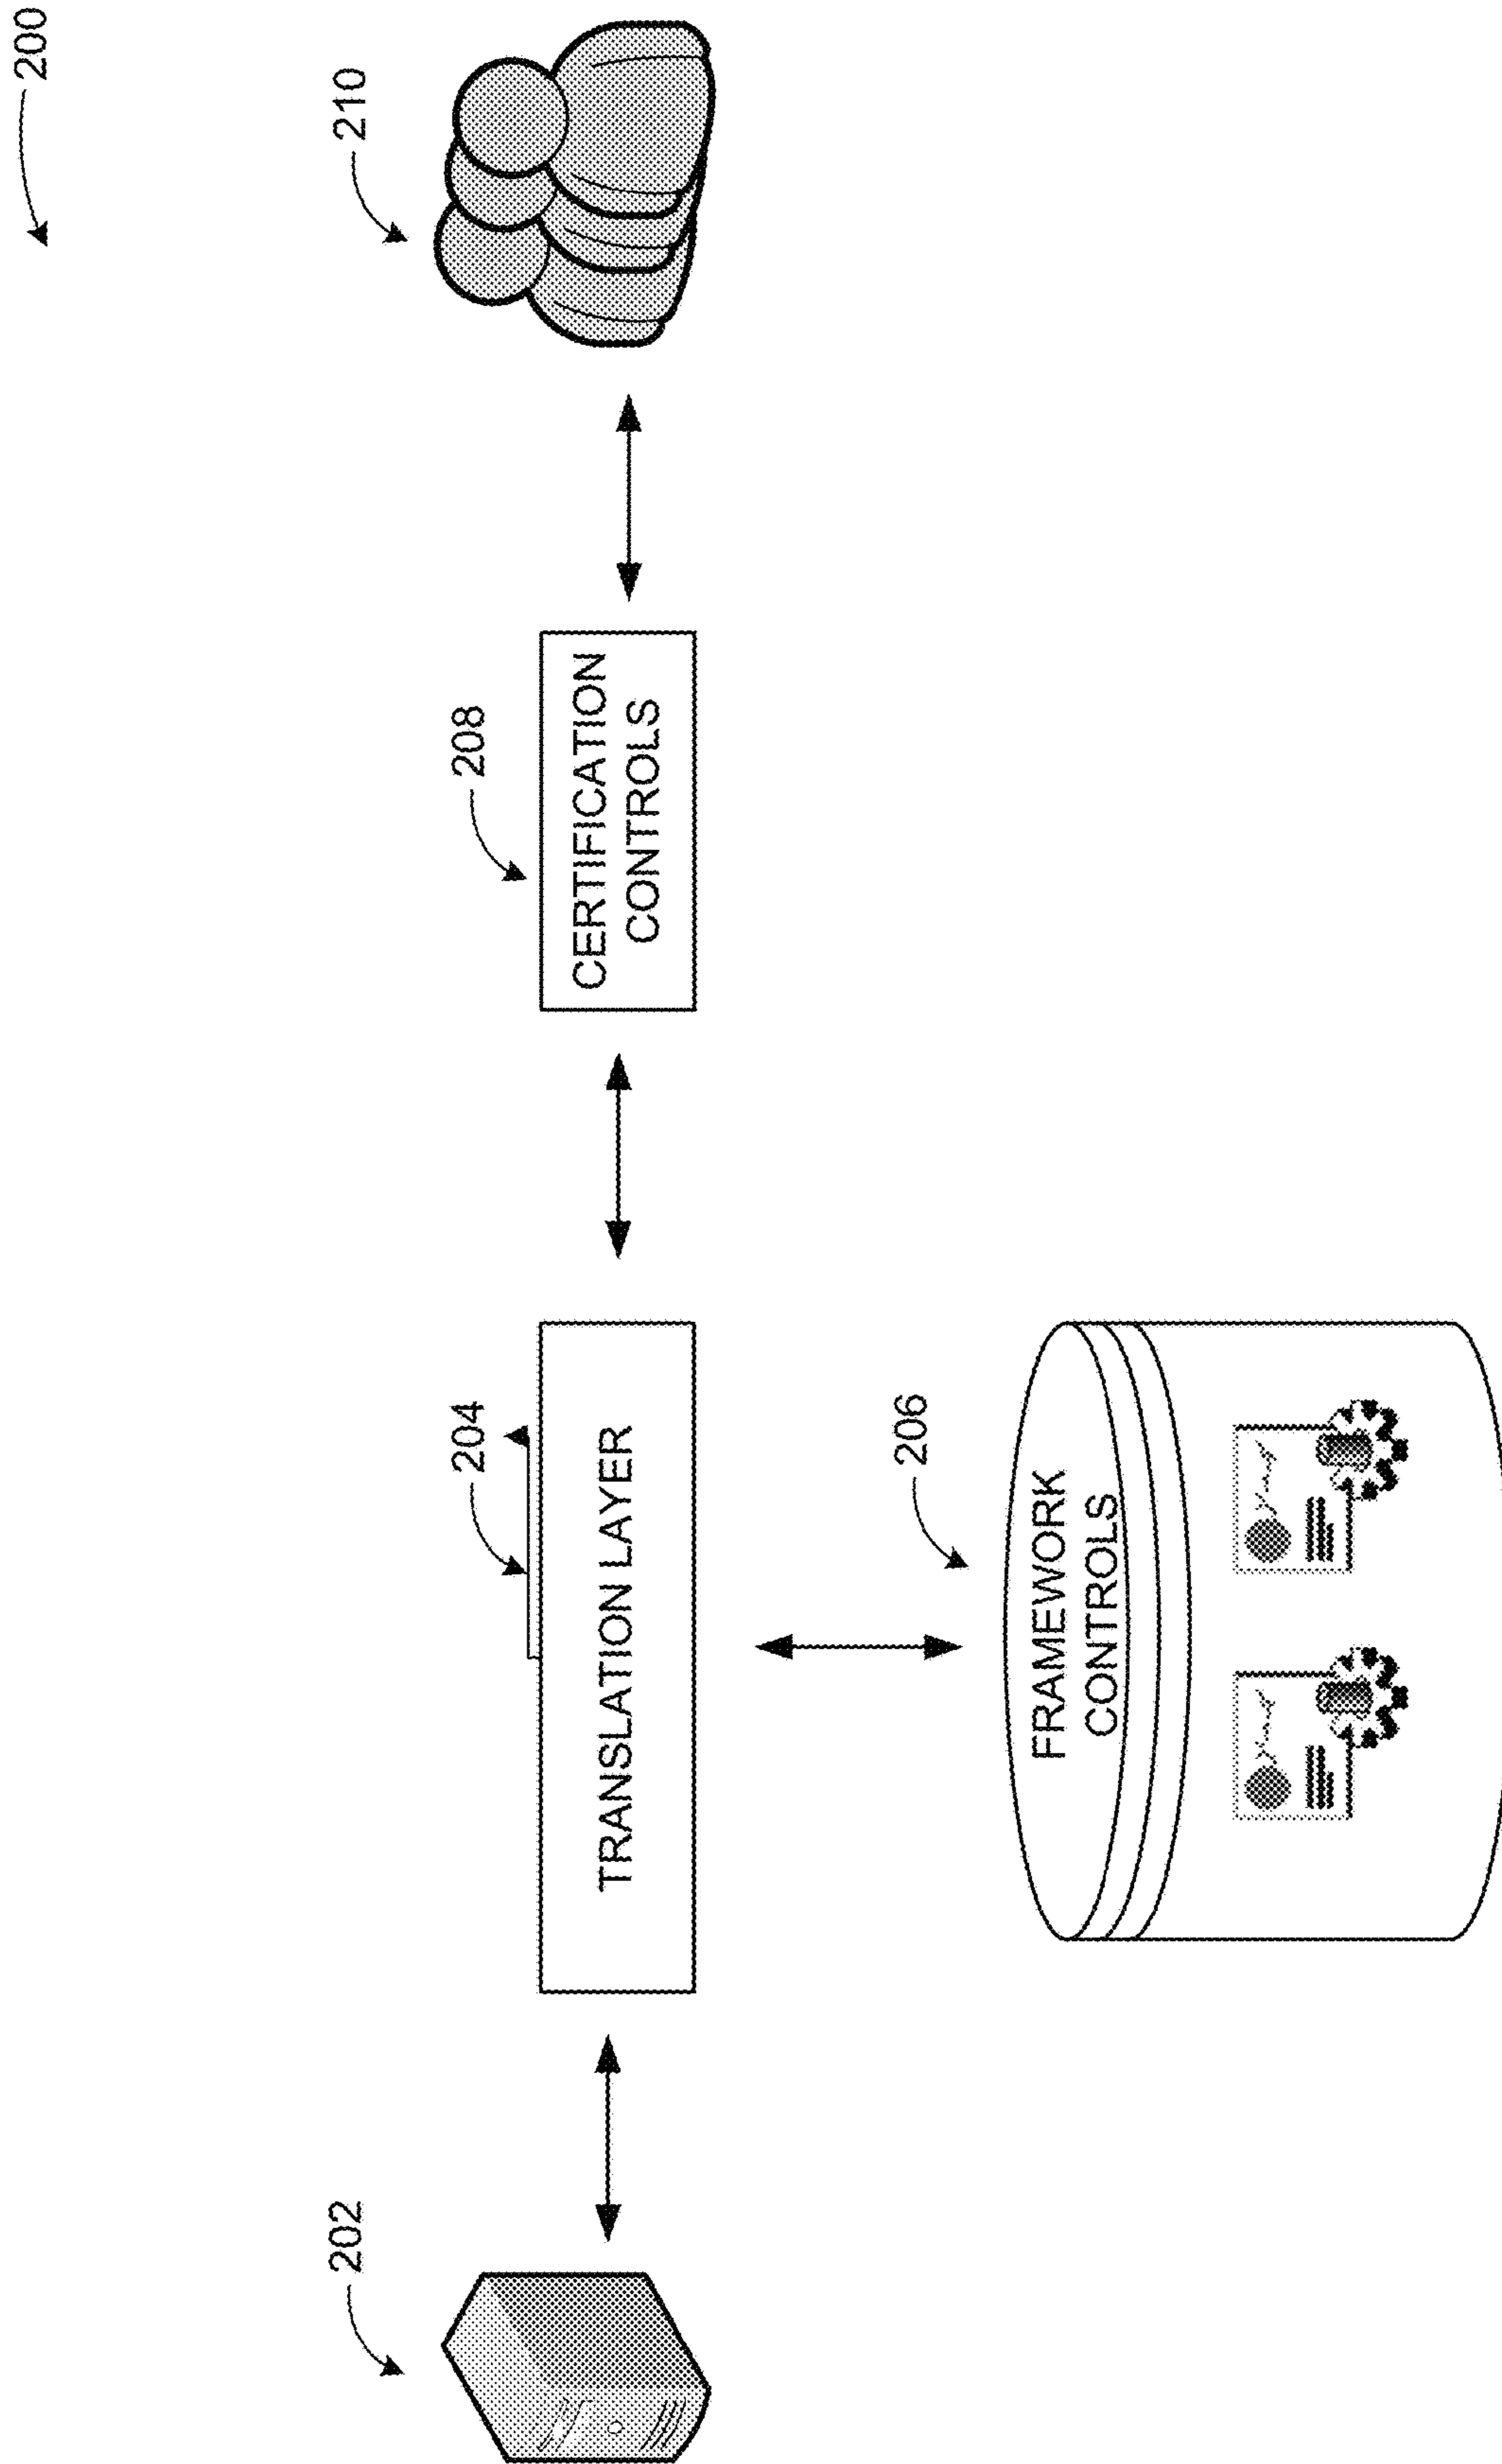 200
210
208
CERTIFICATION
CONTROLS
204
TRANSLATION LAYER
206
FRAMEWORK
CONTROLS
202